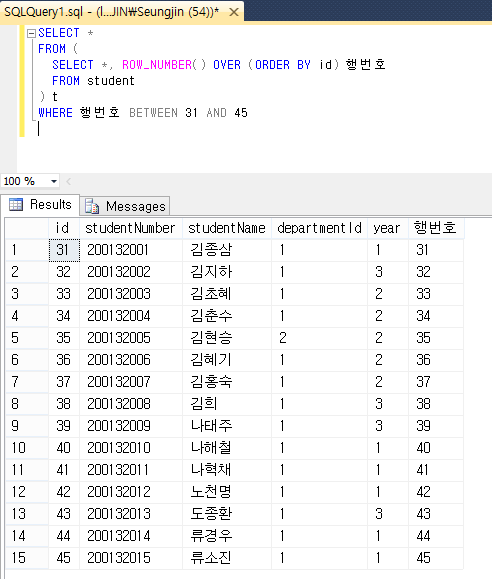 SQLQuery1.sql - (l...JIN₩Seungjin (54))* ×
SELECT *
FROM (
SELECT *, ROW_NUMBER() OVER (ORDER BY id) 행번호
FROM student
) t
WHERE 행번호 BETWEEN 31 AND 45
100 %
Results Messages
id studentNumber studentName departmentId year 행번호
1 31 200132001 김종삼 1 1 31
2 32 200132002 김지하 1 3 32
3 33 200132003 김초혜 1 2 33
4 34 200132004 김춘수 1 2 34
5 35 200132005 김현승 2 2 35
6 36 200132006 김혜기 1 2 36
7 37 200132007 김홍숙 1 2 37
8 38 200132008 김희 1 3 38
9 39 200132009 나태주 1 3 39
10 40 200132010 나해철 1 1 40
11 41 200132011 나혁채 1 1 41
12 42 200132012 노천명 1 1 42
13 43 200132013 도종환 1 3 43
14 44 200132014 류경우 1 1 44
15 45 200132015 류소진 1 1 45